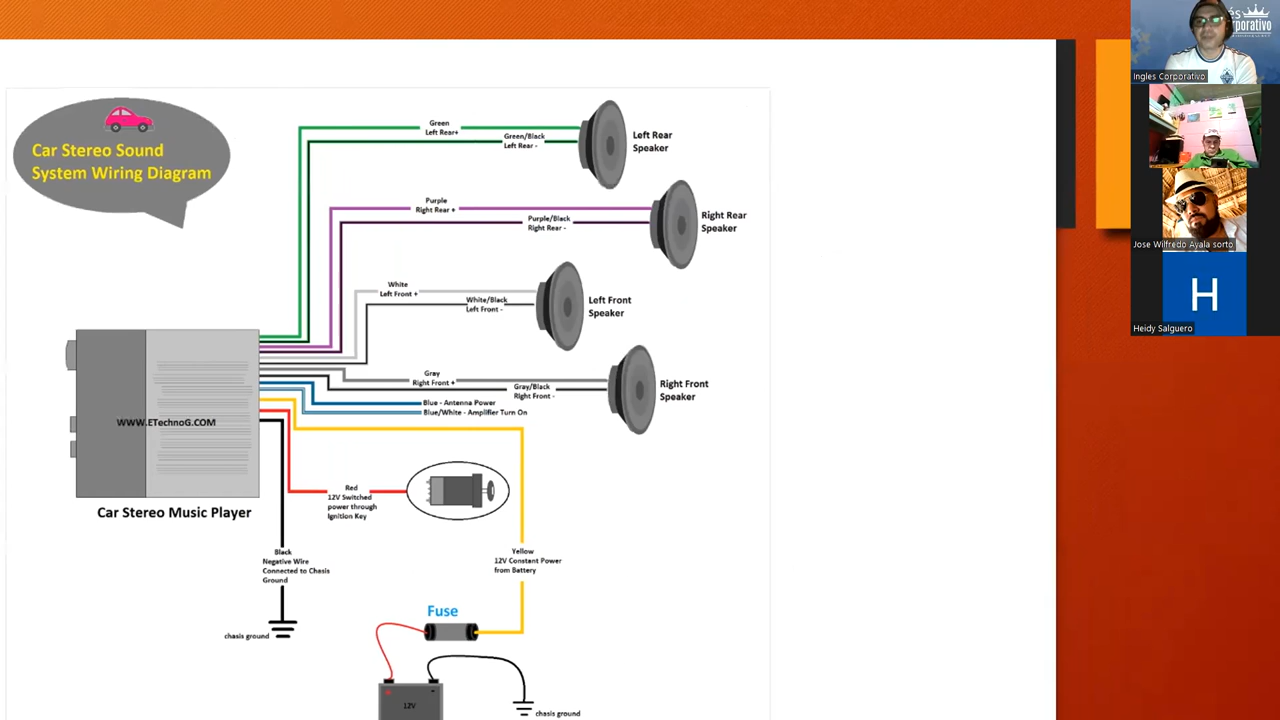 Car Stereo Sound
System Wiring Diagram
Green
Left Rear+
Green/Black
Left Rear -
Left Rear
Speaker
Purple
Right Rear +
Purple/Black
Right Rear -
Right Rear
Speaker
White
Left Front +
White/Black
Left Front -
Left Front
Speaker
Gray
Right Front +
Gray/Black
Right Front -
Right Front
Speaker
Blue - Antenna Power
Blue/White - Amplifier Turn On
WWW.ETechnoG.COM
Car Stereo Music Player
Red
12V Switched
power through
Ignition Key
Black
Negative Wire
Connected to Chasis
Ground
chasis ground
Yellow
12V Constant Power
from Battery
Fuse
12V
chasis ground
Ingles Corporativo
Jose Wilfredo Ayala sorto
H
Heidy Salguero